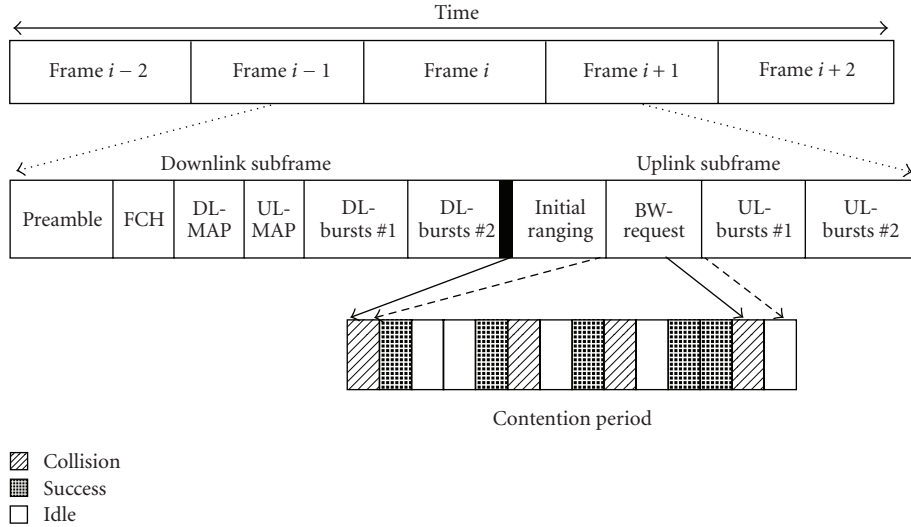 Time
Frame i − 2
Frame i − 1
Frame i
Frame i + 1
Frame i + 2
Downlink subframe
Uplink subframe
Preamble
FCH
DL-
MAP
UL-
MAP
DL-
bursts #1
DL-
bursts #2
Initial
ranging
BW-
request
UL-
bursts #1
UL-
bursts #2
Contention period
Collision
Success
Idle